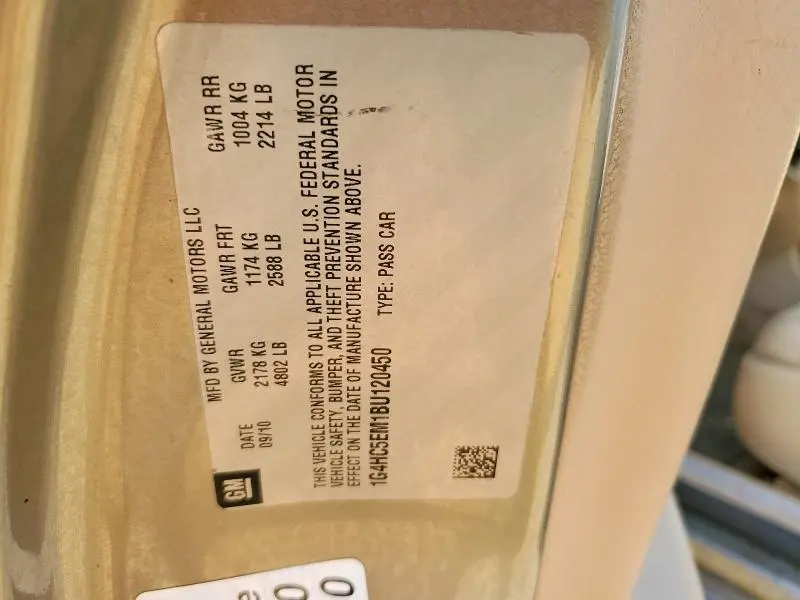 GM
MFD BY GENERAL MOTORS LLC
DATE GVWR GAWR FRT GAWR RR
09/10 2178 KG 1174 KG 1004 KG
4802 LB 2588 LB 2214 LB
THIS VEHICLE CONFORMS TO ALL APPLICABLE U.S. FEDERAL MOTOR
VEHICLE SAFETY, BUMPER, AND THEFT PREVENTION STANDARDS IN
EFFECT ON THE DATE OF MANUFACTURE SHOWN ABOVE.
1G4HC5EM1BU120450 TYPE: PASS CAR
e
0
0